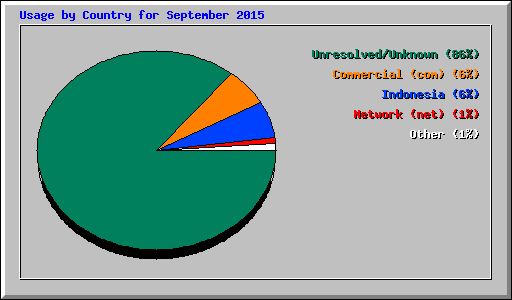 Usage by Country for September 2015
Unresolved/Unknown (86%)
Commercial (com) (6%)
Indonesia (6%)
Network (net) (1%)
Other (1%)